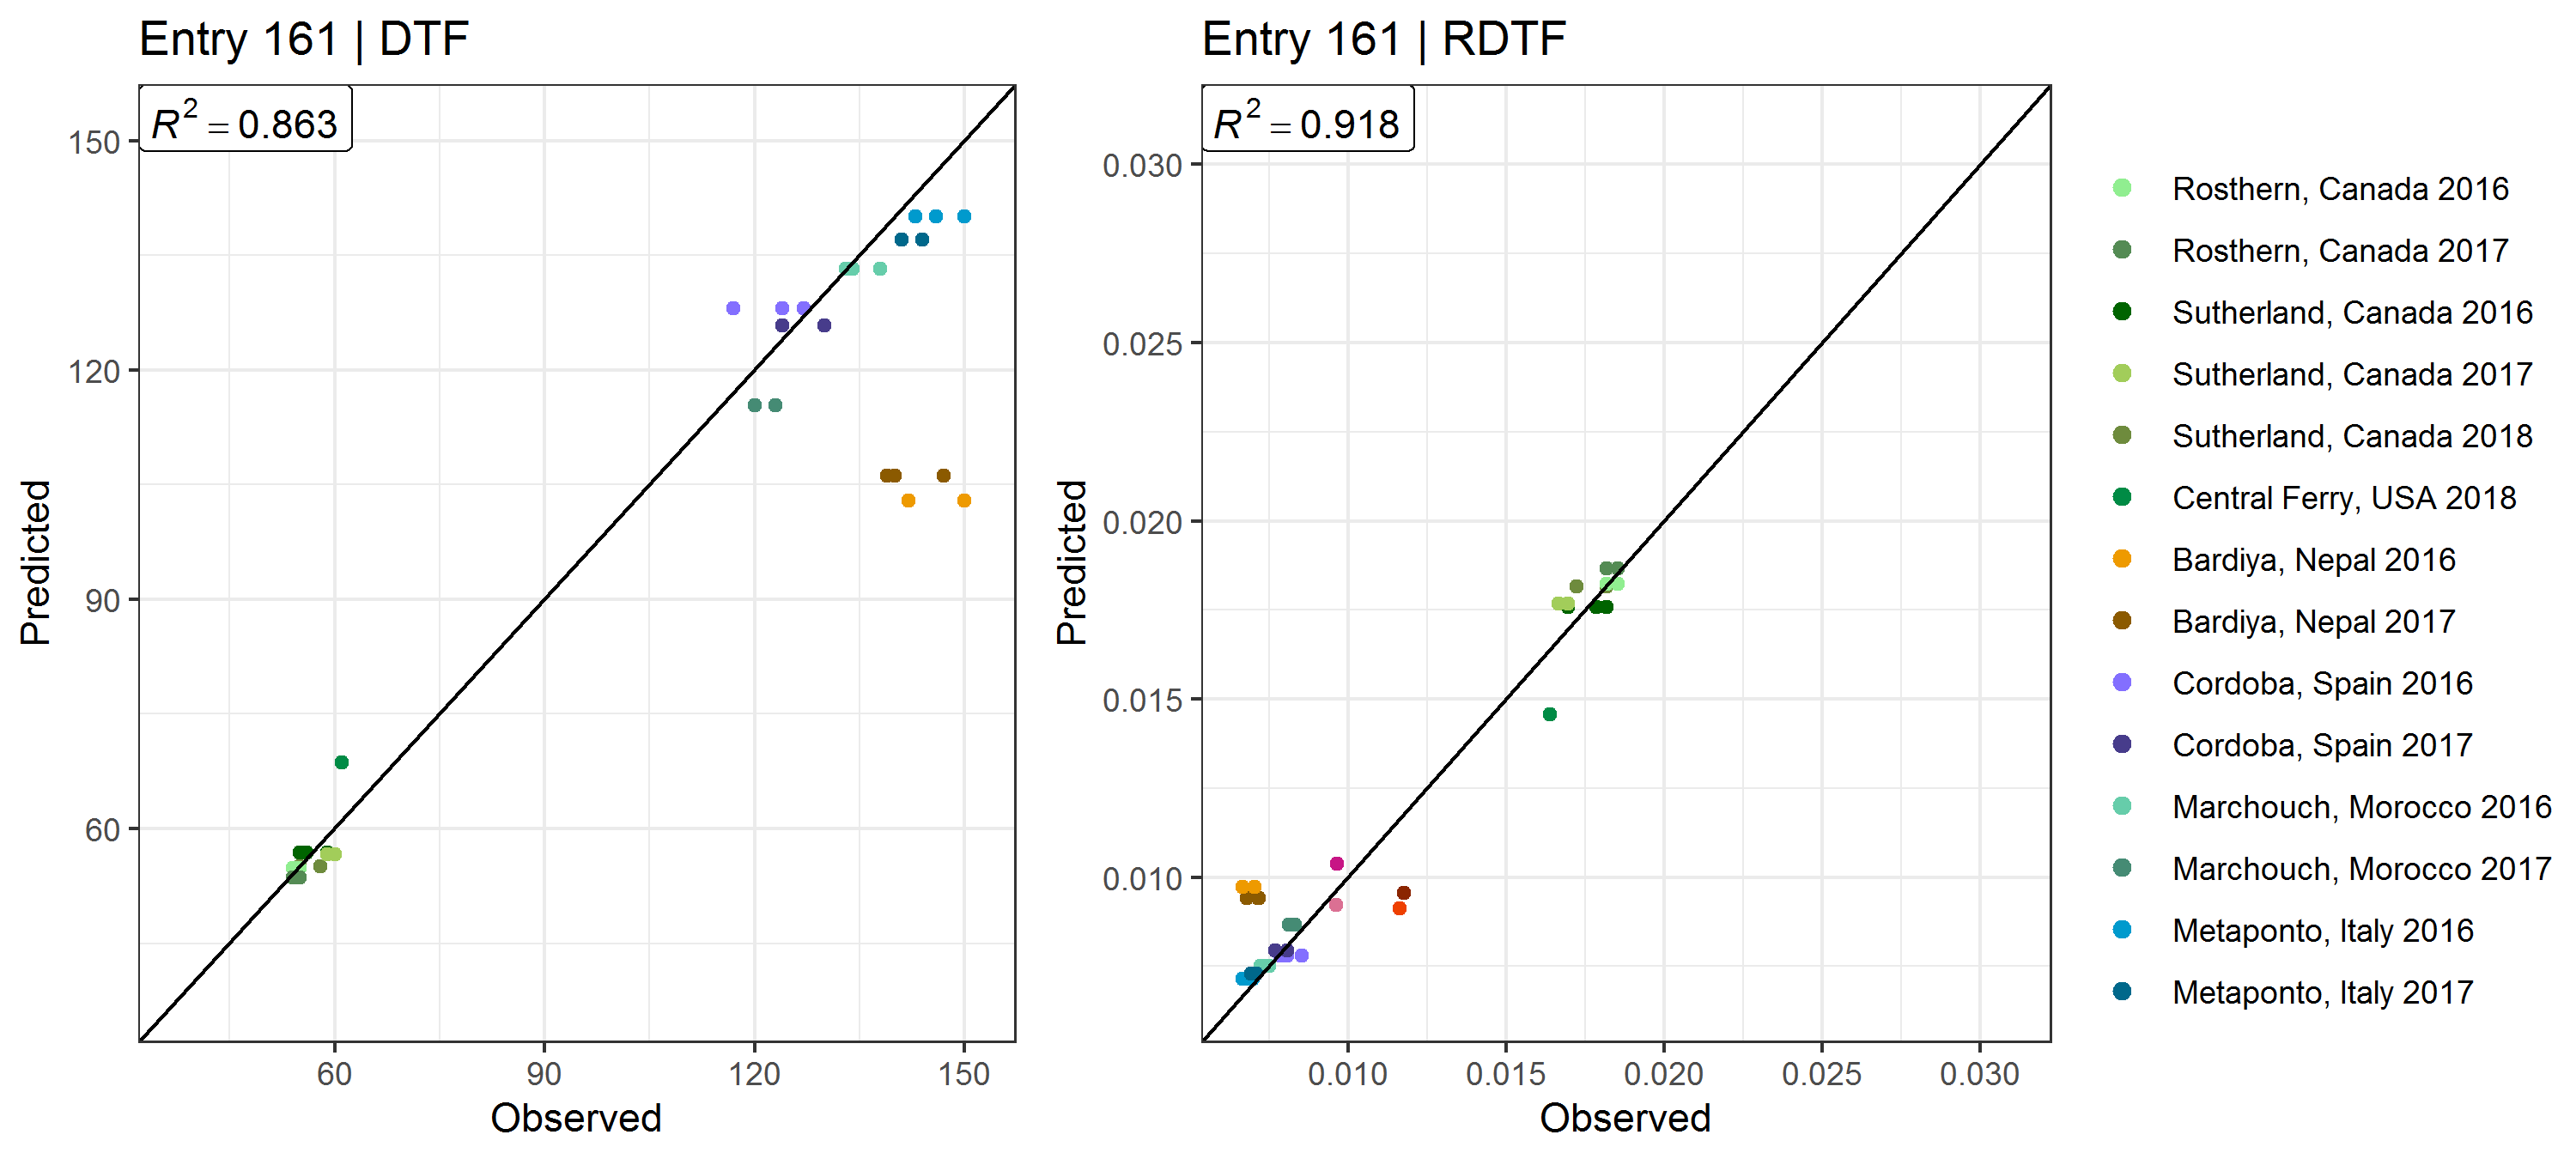 Entry 161 | DTF
R² = 0.863
150
120
90
60
Predicted
60 90 120 150
Observed
Entry 161 | RDTF
R² = 0.918
0.030
0.025
0.020
0.015
0.010
Predicted
0.010 0.015 0.020 0.025 0.030
Observed
Rosthern, Canada 2016
Rosthern, Canada 2017
Sutherland, Canada 2016
Sutherland, Canada 2017
Sutherland, Canada 2018
Central Ferry, USA 2018
Bardiya, Nepal 2016
Bardiya, Nepal 2017
Cordoba, Spain 2016
Cordoba, Spain 2017
Marchouch, Morocco 2016
Marchouch, Morocco 2017
Metaponto, Italy 2016
Metaponto, Italy 2017